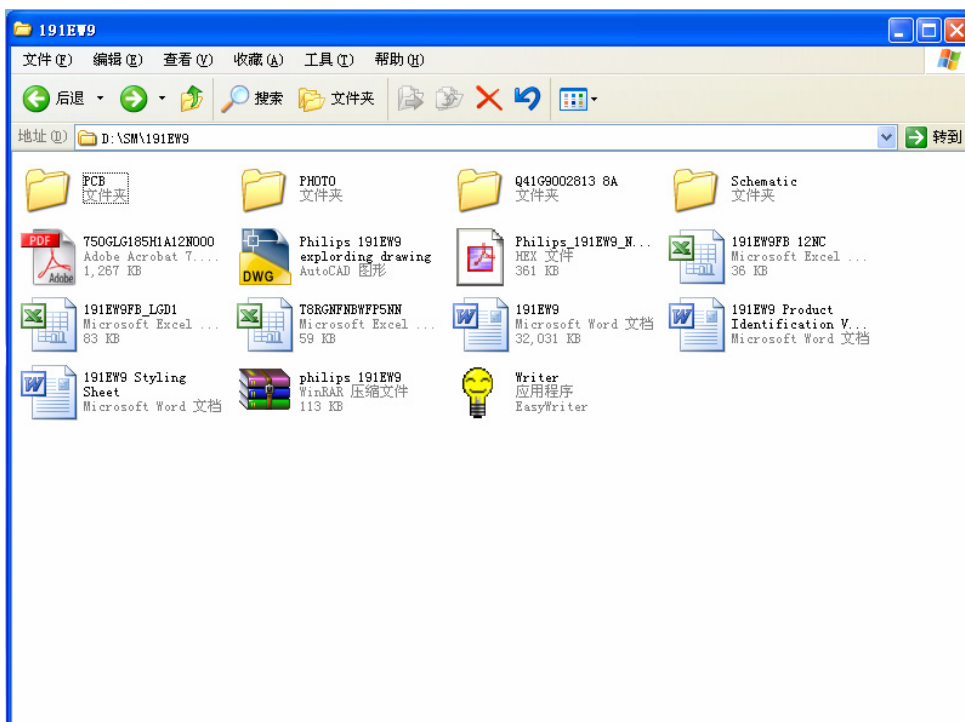 191EW9
文件(F) 编辑(E) 查看(V) 收藏(A) 工具(T) 帮助(H)
后退 搜索 文件夹
地址(D) D:\SM\191EW9 转到
PCB
文件夹
PHOTO
文件夹
Q41G9002813 8A
文件夹
Schematic
文件夹
PDF
Adobe
750GLG185H1A12N000
Adobe Acrobat 7....
1,267 KB
DWG
Philips 191EW9
explording drawing
AutoCAD 图形
Philips_191EW9_N...
HEX 文件
361 KB
191EW9FB 12NC
Microsoft Excel ...
36 KB
191EW9FB_LGD1
Microsoft Excel ...
83 KB
T8RGNFNBWFP5NN
Microsoft Excel ...
59 KB
191EW9
Microsoft Word 文档
32,031 KB
191EW9 Product
Identification V...
Microsoft Word 文档
191EW9 Styling
Sheet
Microsoft Word 文档
philips 191EW9
WinRAR 压缩文件
113 KB
Writer
应用程序
EasyWriter